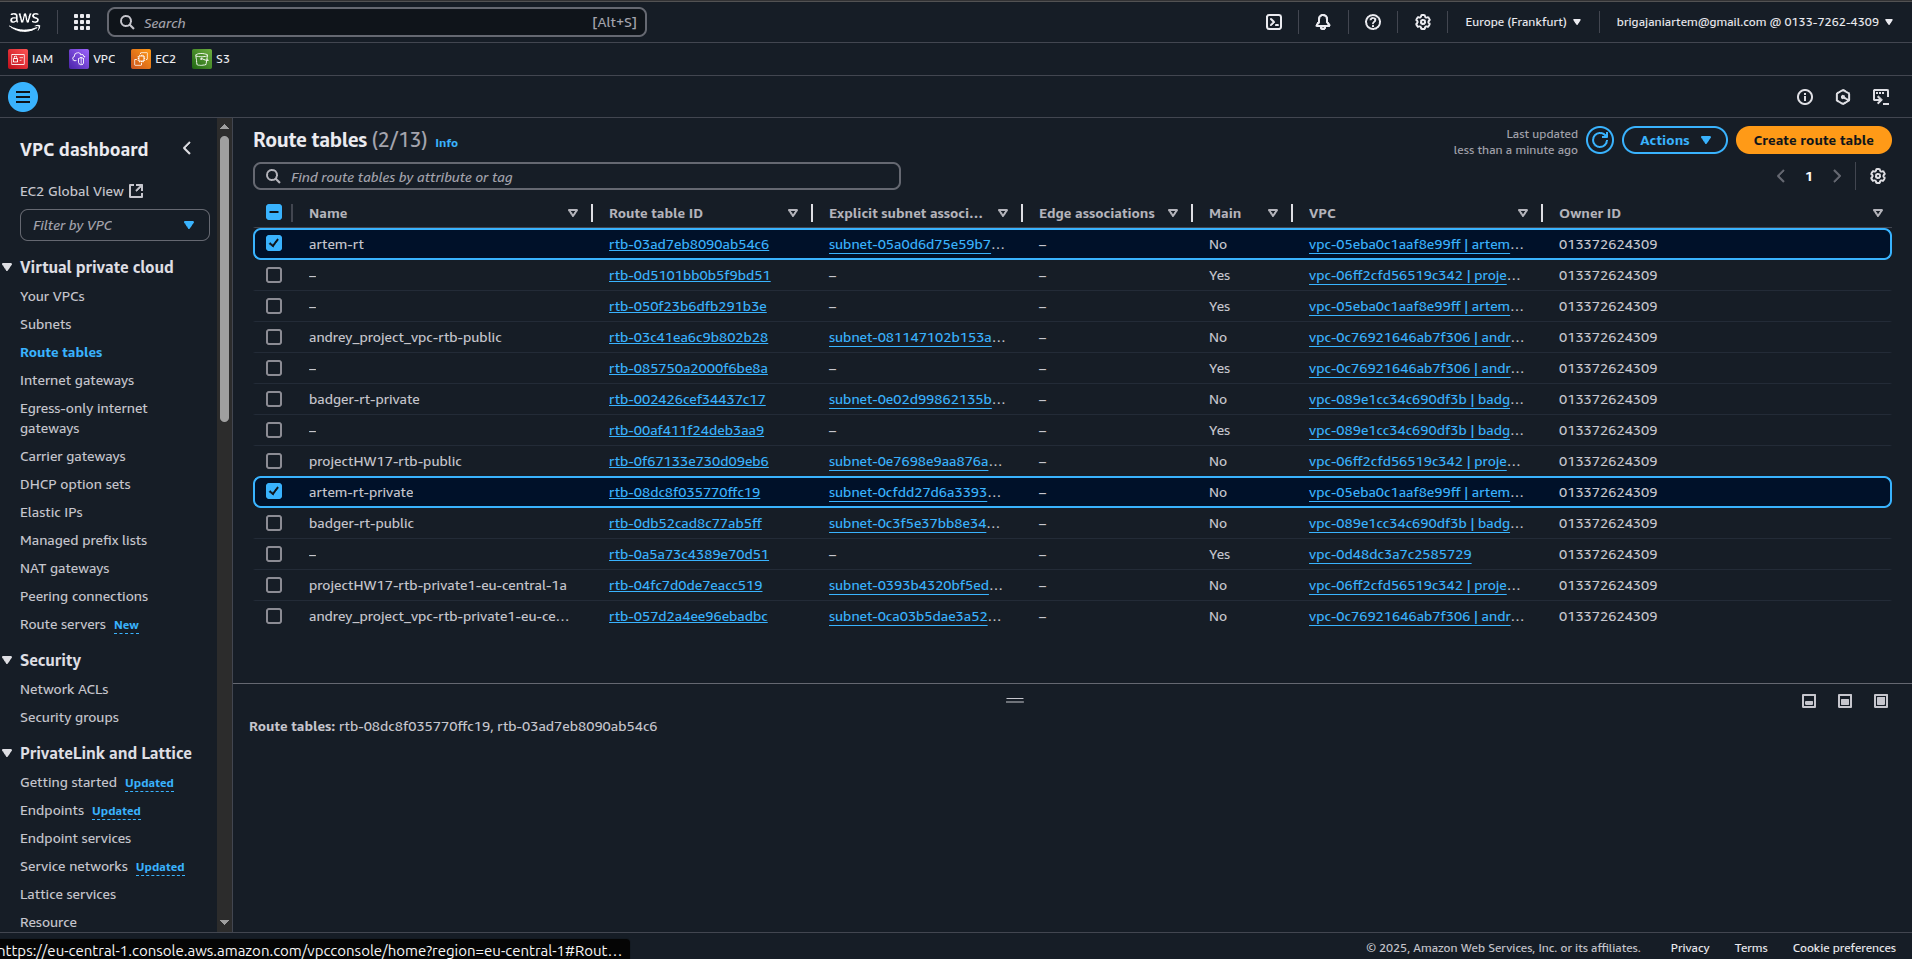 aws
Search [Alt+S] Europe (Frankfurt) brigajaniartem@gmail.com @ 0133-7262-4309
IAM VPC EC2 S3
VPC dashboard
EC2 Global View
Filter by VPC
Virtual private cloud
Your VPCs
Subnets
Route tables
Internet gateways
Egress-only internet
gateways
Carrier gateways
DHCP option sets
Elastic IPs
Managed prefix lists
NAT gateways
Peering connections
Route servers New
Security
Network ACLs
Security groups
PrivateLink and Lattice
Getting started Updated
Endpoints Updated
Endpoint services
Service networks Updated
Lattice services
Resource
Route tables (2/13) Info
Last updated
less than a minute ago
Actions
Create route table
Find route tables by attribute or tag
1
Name Route table ID Explicit subnet associ... Edge associations Main VPC Owner ID
artem-rt rtb-03ad7eb8090ab54c6 subnet-05a0d6d75e59b7... – No vpc-05eba0c1aaf8e99ff | artem... 013372624309
– rtb-0d5101bb0b5f9bd51 – – Yes vpc-06ff2cfd56519c342 | proje... 013372624309
– rtb-050f23b6dfb291b3e – – Yes vpc-05eba0c1aaf8e99ff | artem... 013372624309
andrey_project_vpc-rtb-public rtb-03c41ea6c9b802b28 subnet-081147102b153a... – No vpc-0c76921646ab7f306 | andr... 013372624309
– rtb-085750a2000f6be8a – – Yes vpc-0c76921646ab7f306 | andr... 013372624309
badger-rt-private rtb-002426cef34437c17 subnet-0e02d99862135b... – No vpc-089e1cc34c690df3b | badg... 013372624309
– rtb-00af411f24deb3aa9 – – Yes vpc-089e1cc34c690df3b | badg... 013372624309
projectHW17-rtb-public rtb-0f67133e730d09eb6 subnet-0e7698e9aa876a... – No vpc-06ff2cfd56519c342 | proje... 013372624309
artem-rt-private rtb-08dc8f035770ffc19 subnet-0cfdd27d6a3393... – No vpc-05eba0c1aaf8e99ff | artem... 013372624309
badger-rt-public rtb-0db52cad8c77ab5ff subnet-0c3f5e37bb8e34... – No vpc-089e1cc34c690df3b | badg... 013372624309
– rtb-0a5a73c4389e70d51 – – Yes vpc-0d48dc3a7c2585729 013372624309
projectHW17-rtb-private1-eu-central-1a rtb-04fc7d0de7eacc519 subnet-0393b4320bf5ed... – No vpc-06ff2cfd56519c342 | proje... 013372624309
andrey_project_vpc-rtb-private1-eu-ce... rtb-057d2a4ee96ebadbc subnet-0ca03b5dae3a52... – No vpc-0c76921646ab7f306 | andr... 013372624309
Route tables: rtb-08dc8f035770ffc19, rtb-03ad7eb8090ab54c6
https://eu-central-1.console.aws.amazon.com/vpcconsole/home?region=eu-central-1#Rout...
© 2025, Amazon Web Services, Inc. or its affiliates. Privacy Terms Cookie preferences